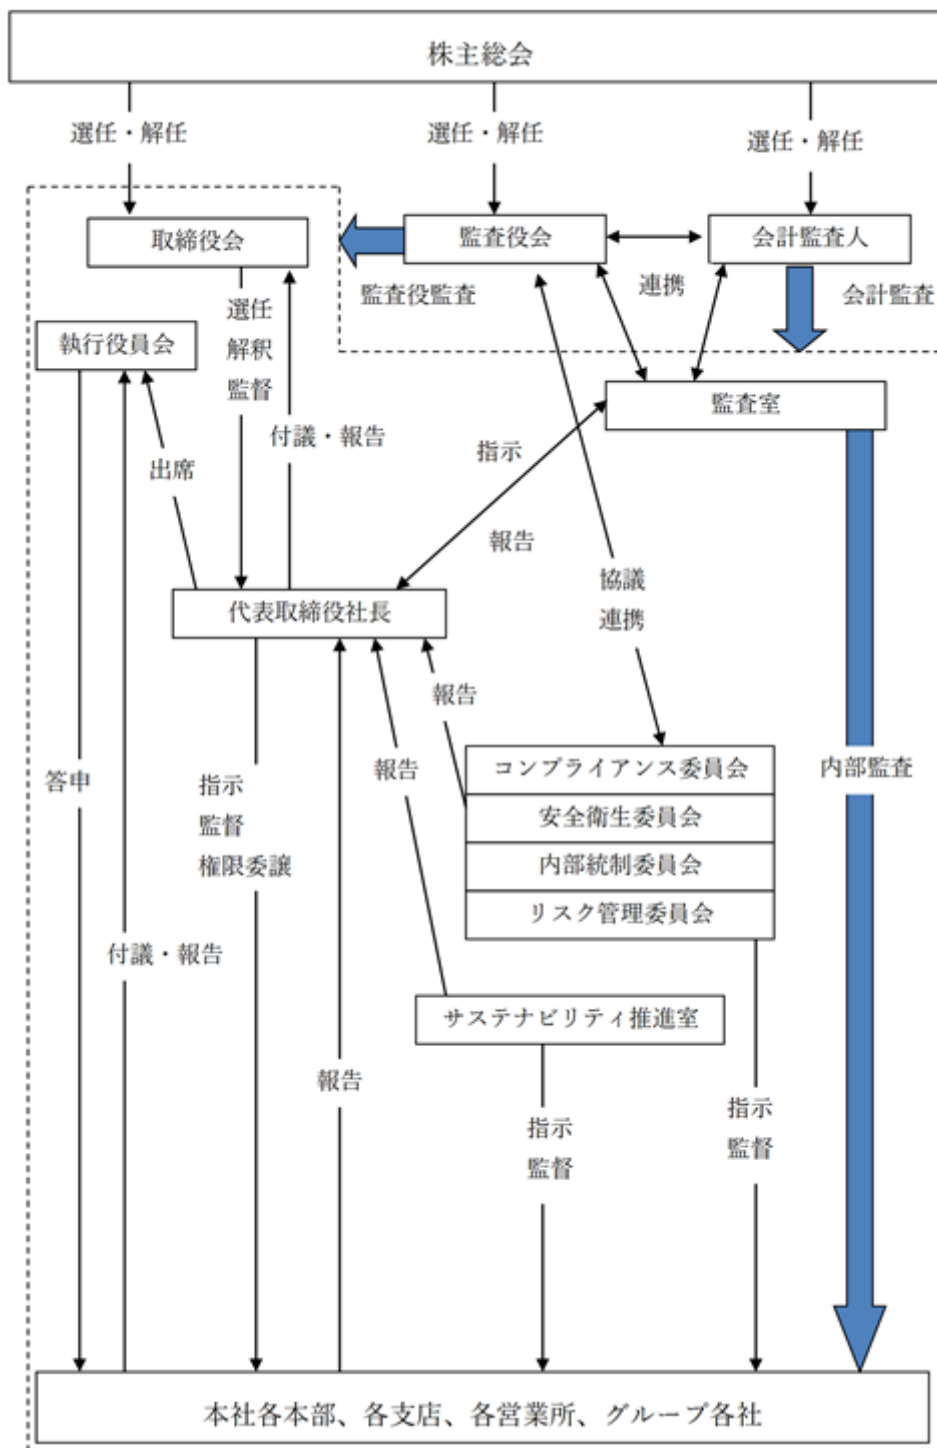 株主総会
選任・解任
選任・解任
選任・解任
取締役会
監査役会
会計監査人
監査役監査
連携
会計監査
選任
解釈
監督
執行役員会
付議・報告
出席
監査室
指示
報告
協議
連携
代表取締役社長
報告
報告
答申
指示
監督
権限委譲
コンプライアンス委員会
安全衛生委員会
内部統制委員会
リスク管理委員会
内部監査
付議・報告
サステナビリティ推進室
報告
指示
監督
指示
監督
本社各本部、各支店、各営業所、グループ各社